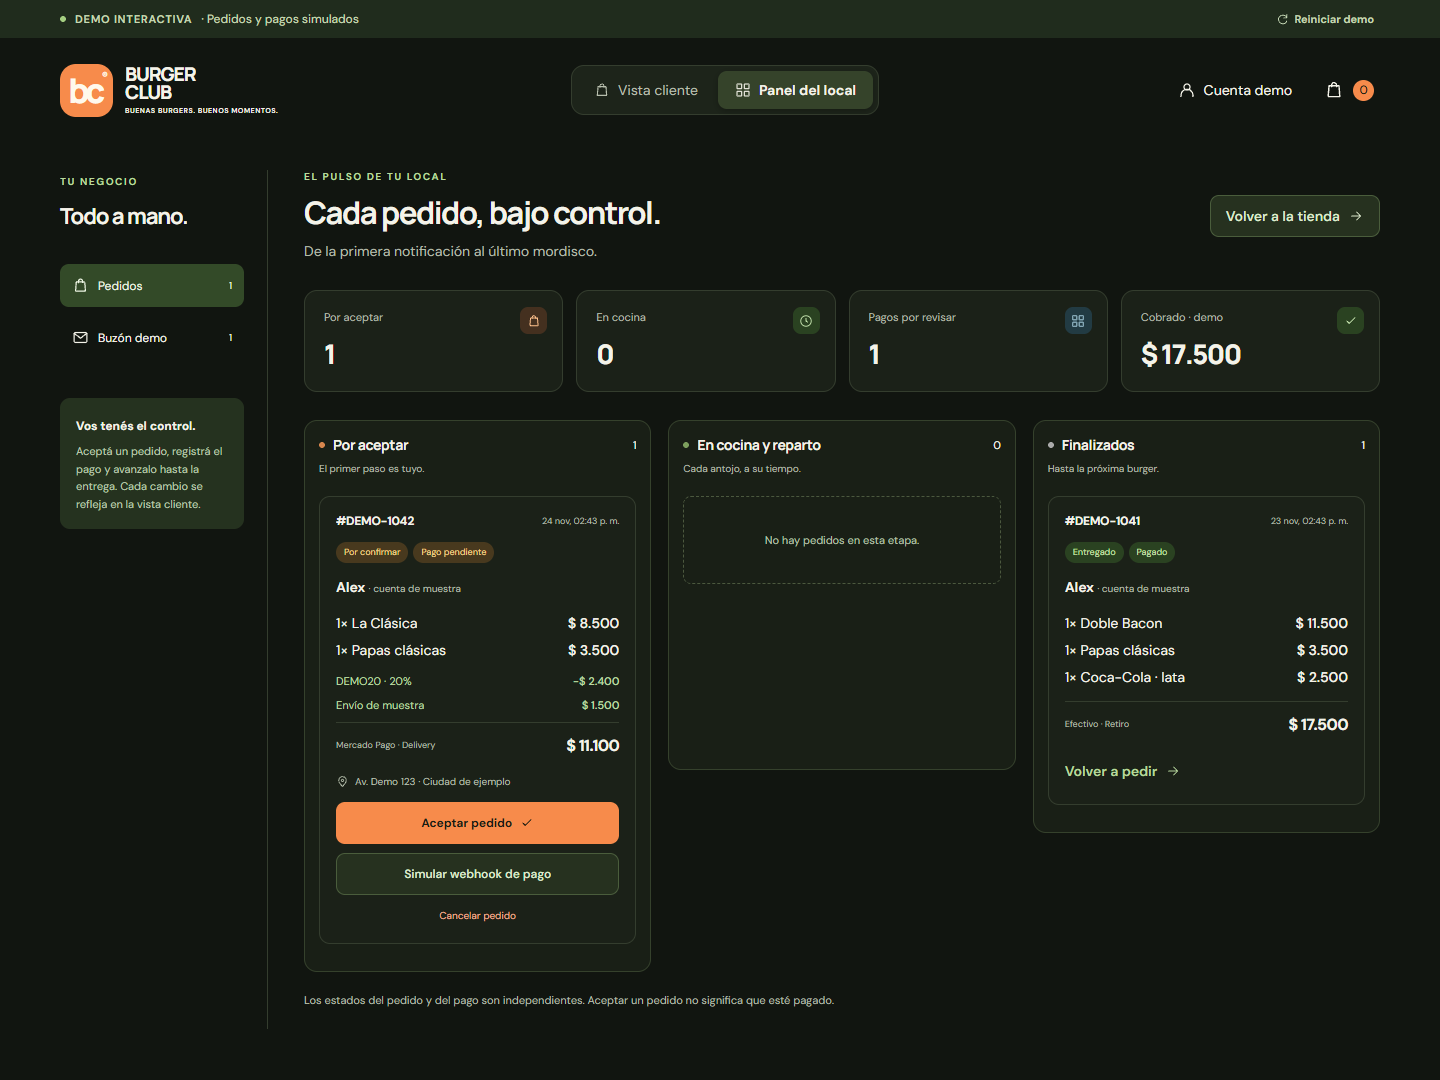 DEMO INTERACTIVA · Pedidos y pagos simulados
Reiniciar demo
bc
BURGER
CLUB
BUENAS BURGERS. BUENOS MOMENTOS.
Vista cliente
Panel del local
Cuenta demo
0
TU NEGOCIO
Todo a mano.
Pedidos 1
Buzón demo 1
Vos tenés el control.
Aceptá un pedido, registrá el
pago y avanzalo hasta la
entrega. Cada cambio se
refleja en la vista cliente.
EL PULSO DE TU LOCAL
Cada pedido, bajo control.
De la primera notificación al último mordisco.
Volver a la tienda
Por aceptar
1
En cocina
0
Pagos por revisar
1
Cobrado · demo
$ 17.500
Por aceptar 1
El primer paso es tuyo.
#DEMO-1042 24 nov, 02:43 p. m.
Por confirmar Pago pendiente
Alex · cuenta de muestra
1× La Clásica $ 8.500
1× Papas clásicas $ 3.500
DEMO20 · 20% -$ 2.400
Envío de muestra $ 1.500
Mercado Pago · Delivery $ 11.100
Av. Demo 123 · Ciudad de ejemplo
Aceptar pedido
Simular webhook de pago
Cancelar pedido
En cocina y reparto 0
Cada antojo, a su tiempo.
No hay pedidos en esta etapa.
Finalizados 1
Hasta la próxima burger.
#DEMO-1041 23 nov, 02:43 p. m.
Entregado Pagado
Alex · cuenta de muestra
1× Doble Bacon $ 11.500
1× Papas clásicas $ 3.500
1× Coca-Cola · lata $ 2.500
Efectivo · Retiro $ 17.500
Volver a pedir
Los estados del pedido y del pago son independientes. Aceptar un pedido no significa que esté pagado.